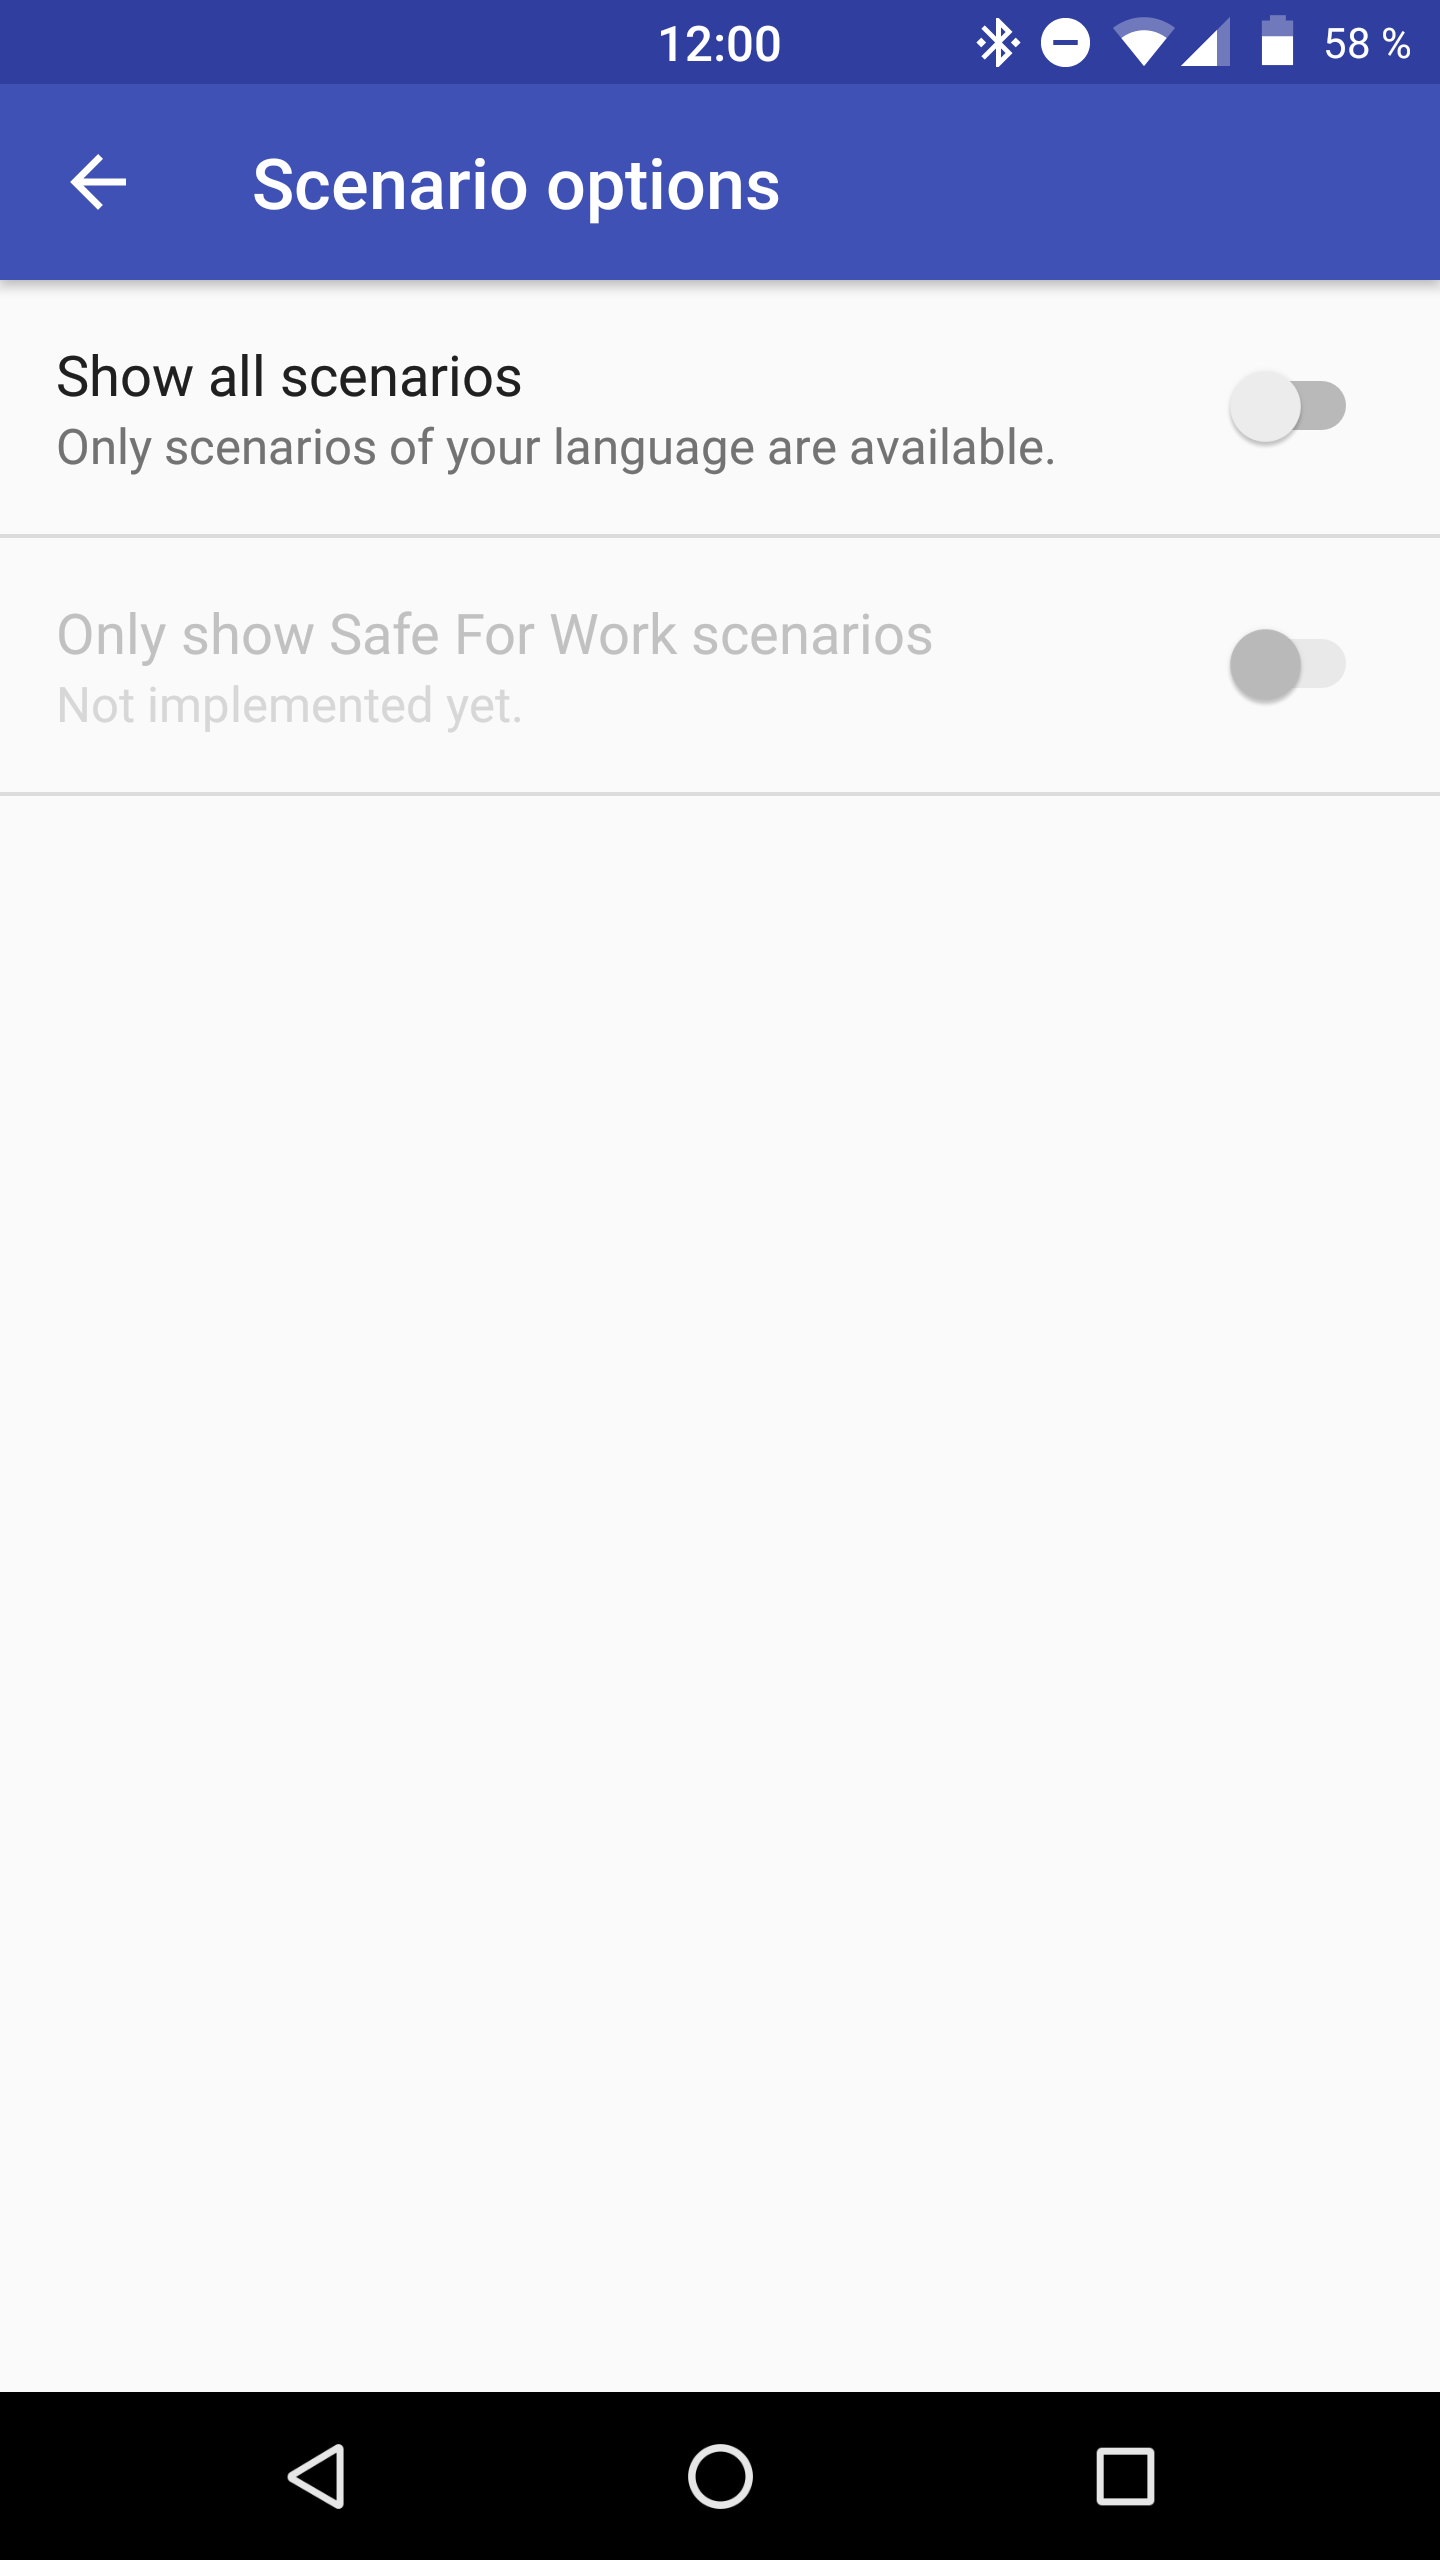 12:00
58 %
Scenario options
Show all scenarios
Only scenarios of your language are available.
Only show Safe For Work scenarios
Not implemented yet.